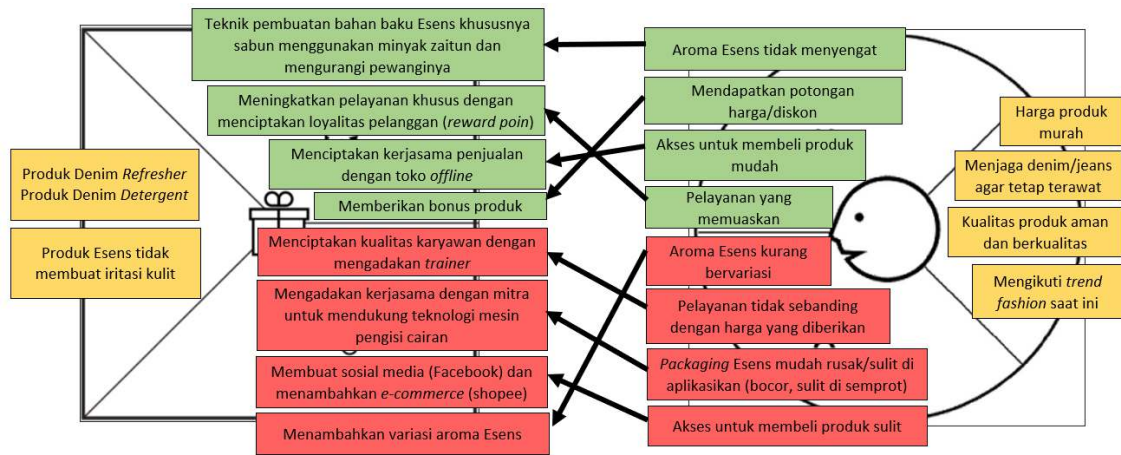 Teknik pembuatan bahan baku Esens khususnya
sabun menggunakan minyak zaitun dan
mengurangi pewanginya
Meningkatkan pelayanan khusus dengan
menciptakan loyalitas pelanggan (reward poin)
Menciptakan kerjasama penjualan
dengan toko offline
Memberikan bonus produk
Produk Denim Refresher
Produk Denim Detergent
Produk Esens tidak
membuat iritasi kulit
Menciptakan kualitas karyawan dengan
mengadakan trainer
Mengadakan kerjasama dengan mitra
untuk mendukung teknologi mesin
pengisi cairan
Membuat sosial media (Facebook) dan
menambahkan e-commerce (shopee)
Menambahkan variasi aroma Esens
Aroma Esens tidak menyengat
Mendapatkan potongan
harga/diskon
Akses untuk membeli produk
mudah
Pelayanan yang
memuaskan
Aroma Esens kurang
bervariasi
Pelayanan tidak sebanding
dengan harga yang diberikan
Packaging Esens mudah rusak/sulit di
aplikasikan (bocor, sulit di semprot)
Akses untuk membeli produk sulit
Harga produk
murah
Menjaga denim/jeans
agar tetap terawat
Kualitas produk aman
dan berkualitas
Mengikuti trend
fashion saat ini